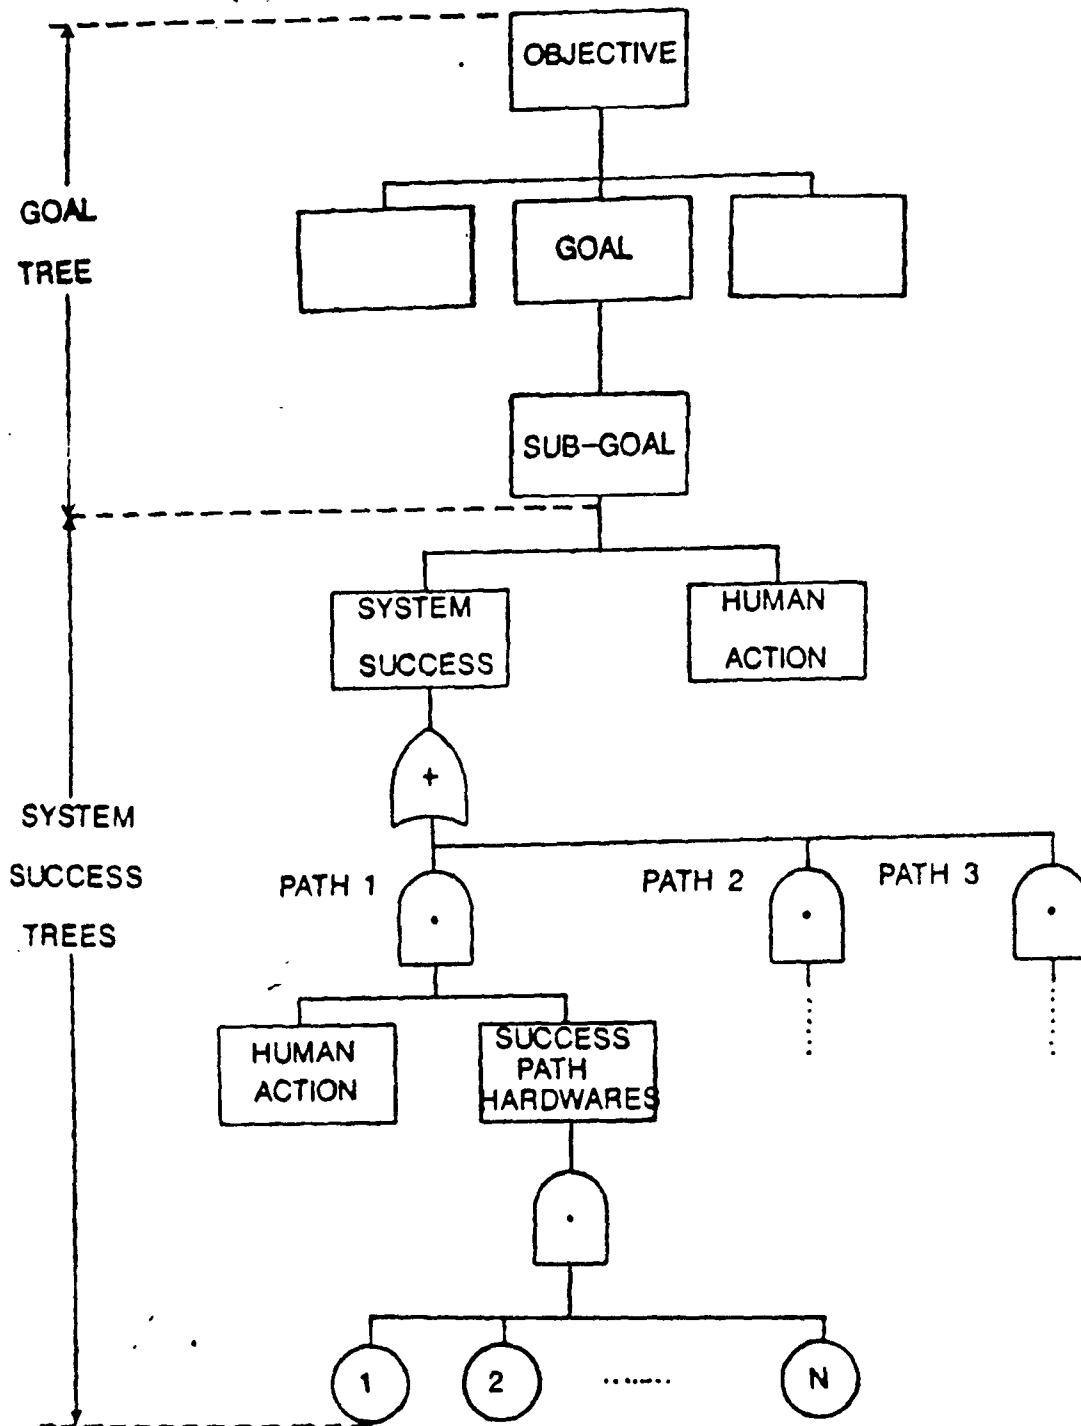 OBJECTIVE
GOAL
TREE
GOAL
SUB-GOAL
SYSTEM
SUCCESS
HUMAN
ACTION
+
SYSTEM
SUCCESS
TREES
PATH 1
PATH 2
PATH 3
HUMAN
ACTION
SUCCESS
PATH
HARDWARES
1
2
........
N